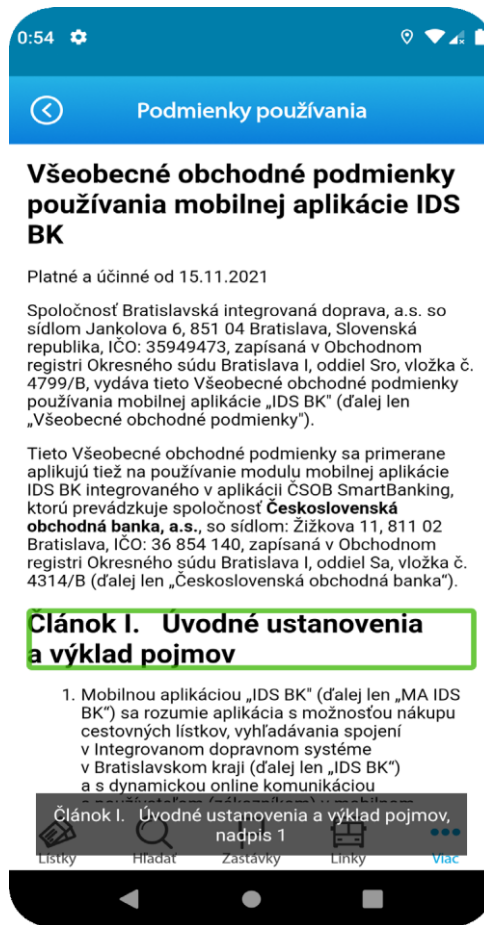 0:54
Podmienky používania
Všeobecné obchodné podmienky
používania mobilnej aplikácie IDS
BK
Platné a účinné od 15.11.2021
Spoločnosť Bratislavská integrovaná doprava, a.s. so
sídlom Jankolova 6, 851 04 Bratislava, Slovenská
republika, IČO: 35949473, zapísaná v Obchodnom
registri Okresného súdu Bratislava I, oddiel Sro, vložka č.
4799/B, vydáva tieto Všeobecné obchodné podmienky
používania mobilnej aplikácie „IDS BK" (ďalej len
„Všeobecné obchodné podmienky").
Tieto Všeobecné obchodné podmienky sa primerane
aplikujú tiež na používanie modulu mobilnej aplikácie
IDS BK integrovaného v aplikácii ČSOB SmartBanking,
ktorú prevádzkuje spoločnosť Československá
obchodná banka, a.s., so sídlom: Žižkova 11, 811 02
Bratislava, IČO: 36 854 140, zapísaná v Obchodnom
registri Okresného súdu Bratislava I, oddiel Sa, vložka č.
4314/B (ďalej len „Československá obchodná banka“).
Článok I. Úvodné ustanovenia
a výklad pojmov
1. Mobilnou aplikáciou „IDS BK" (ďalej len „MA IDS
BK“) sa rozumie aplikácia s možnosťou nákupu
cestovných lístkov, vyhľadávania spojení
v Integrovanom dopravnom systéme
v Bratislavskom kraji (ďalej len „IDS BK“)
a s dynamickou online komunikáciou
s používateľom (zákazníkom) v mobilnom
Článok I. Úvodné ustanovenia a výklad pojmov,
nadpis 1
Lístky Hľadať Zastávky Linky Viac